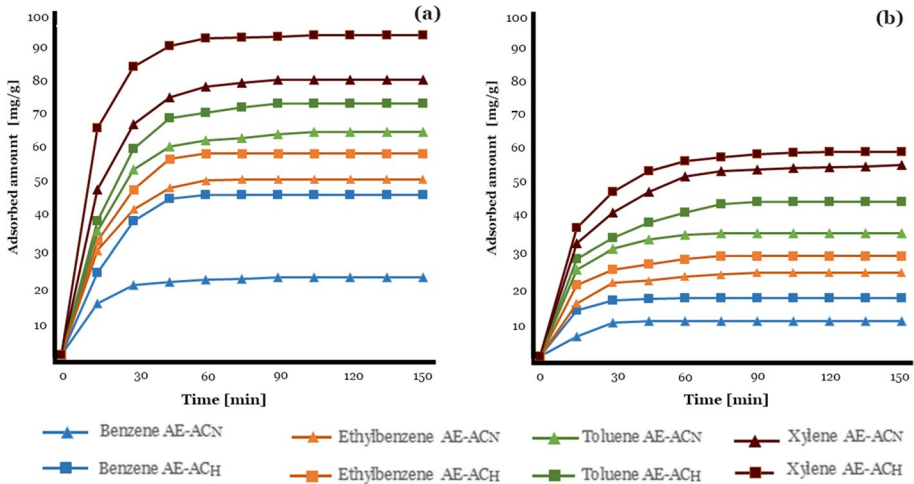 (a)
Adsorbed amount [mg/g]
100
90
80
70
60
50
40
30
20
10
0 30 60 90 120 150
Time [min]
(b)
Adsorbed amount [mg/g]
100
90
80
70
60
50
40
30
20
10
0 30 60 90 120 150
Time [min]
Benzene AE-ACN Ethylbenzene AE-ACN Toluene AE-ACN Xylene AE-ACN
Benzene AE-ACH Ethylbenzene AE-ACH Toluene AE-ACH Xylene AE-ACH